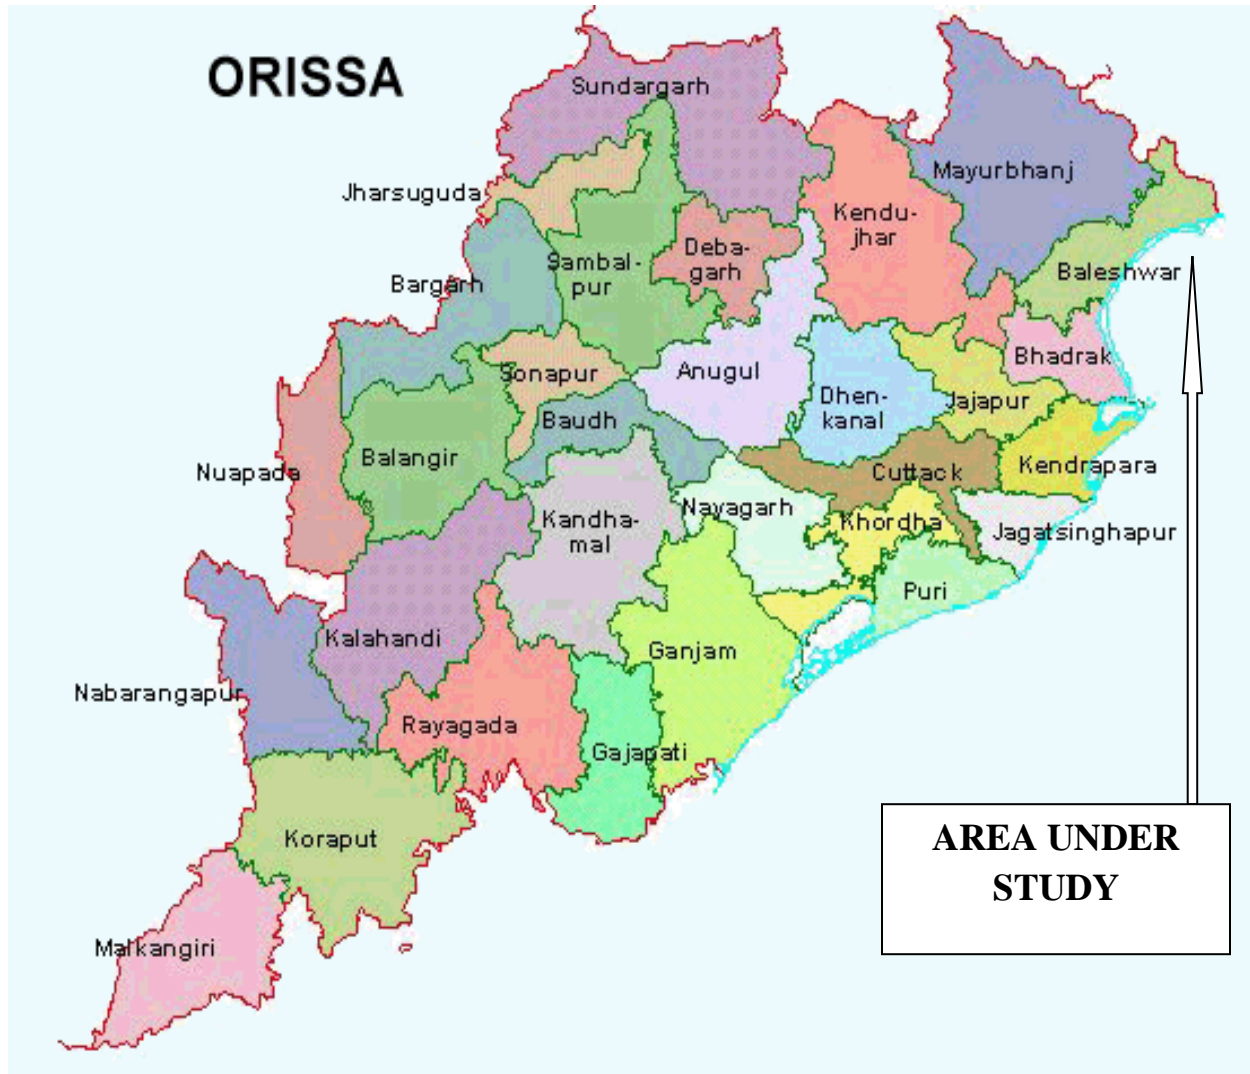 ORISSA
Sundargarh
Mayurbhanj
Jharsuguda
Kendu-
jhar
Deba-
garh
Sambal-
pur
Bargarh
Baleshwar
Bhadrak
Sonapur
Anugul
Dhen-
kanal
Jajapur
Baudh
Balangir
Nuapada
Cuttack
Kendrapara
Nayagarh
Kandha-
mal
Khordha
Jagatsinghapur
Puri
Kalahandi
Ganjam
Nabarangapur
Rayagada
Gajapati
Koraput
Malkangiri
AREA UNDER
STUDY